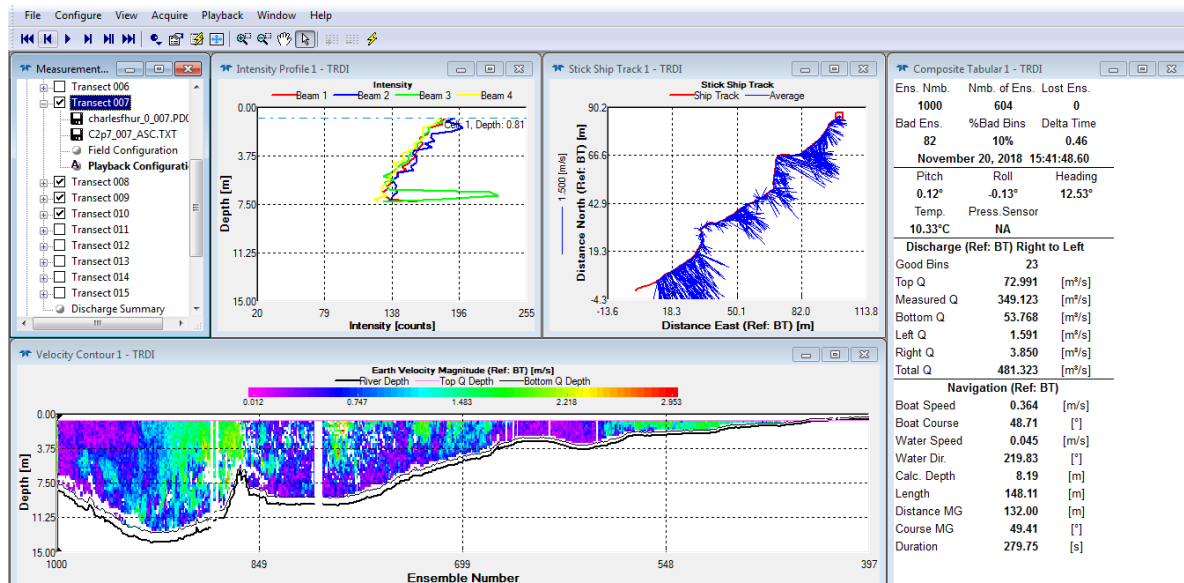 File Configure View Acquire Playback Window Help
Measurement...
Transect 006
Transect 007
charlesfhur_0_007.PD0
C2p7_007_ASC.TXT
Field Configuration
Playback Configurati
Transect 008
Transect 009
Transect 010
Transect 011
Transect 012
Transect 013
Transect 014
Transect 015
Discharge Summary
Intensity Profile 1 - TRDI
Intensity
Beam 1 Beam 2 Beam 3 Beam 4
Cell: 1, Depth: 0.81
0.00
3.75
7.50
11.25
15.00
Depth [m]
20 79 138 196 255
Intensity [counts]
Stick Ship Track 1 - TRDI
Stick Ship Track
Ship Track Average
1.500 [m/s]
Distance North (Ref: BT) [m]
90.2
66.6
42.9
19.3
-4.3
-13.6 18.3 50.1 82.0 113.8
Distance East (Ref: BT) [m]
Composite Tabular 1 - TRDI
Ens. Nmb. Nmb. of Ens. Lost Ens.
1000 604 0
Bad Ens. %Bad Bins Delta Time
82 10% 0.46
November 20, 2018 15:41:48.60
Pitch Roll Heading
0.12° -0.13° 12.53°
Temp. Press.Sensor
10.33°C NA
Discharge (Ref: BT) Right to Left
Good Bins 23
Top Q 72.991 [m³/s]
Measured Q 349.123 [m³/s]
Bottom Q 53.768 [m³/s]
Left Q 1.591 [m³/s]
Right Q 3.850 [m³/s]
Total Q 481.323 [m³/s]
Navigation (Ref: BT)
Boat Speed 0.364 [m/s]
Boat Course 48.71 [°]
Water Speed 0.045 [m/s]
Water Dir. 219.83 [°]
Calc. Depth 8.19 [m]
Length 148.11 [m]
Distance MG 132.00 [m]
Course MG 49.41 [°]
Duration 279.75 [s]
Velocity Contour 1 - TRDI
Earth Velocity Magnitude (Ref: BT) [m/s]
River Depth Top Q Depth Bottom Q Depth
0.012 0.747 1.483 2.218 2.953
0.00
3.75
7.50
11.25
15.00
Depth [m]
1000 849 699 548 397
Ensemble Number